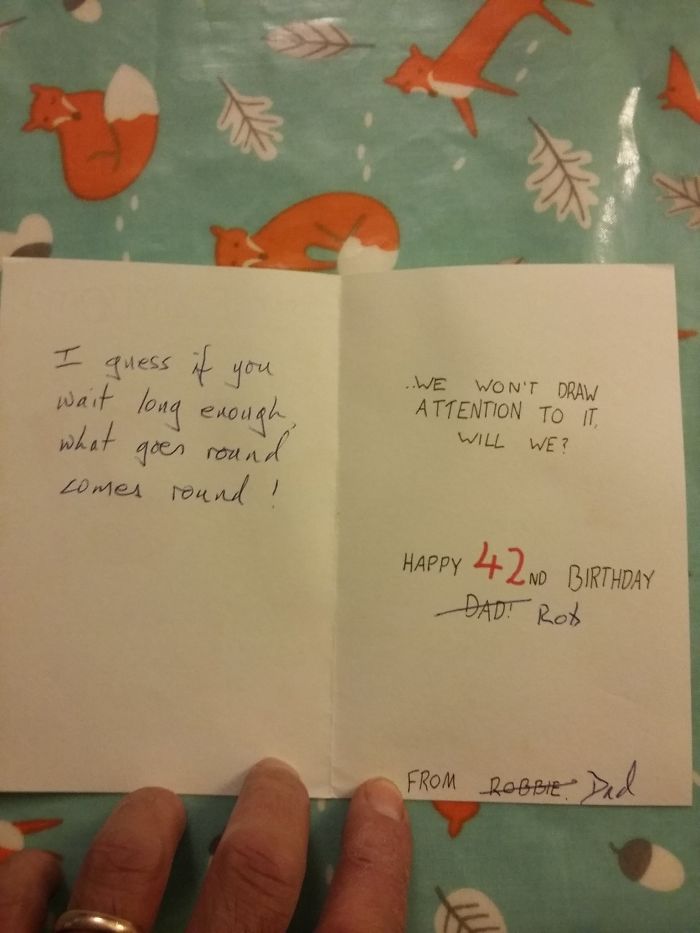 I guess if you
wait long enough,
what goes round
comes round !
..WE WON'T DRAW
ATTENTION TO IT,
WILL WE?
HAPPY 42ND BIRTHDAY
DAD! Rob
FROM ROBBIE. Dad